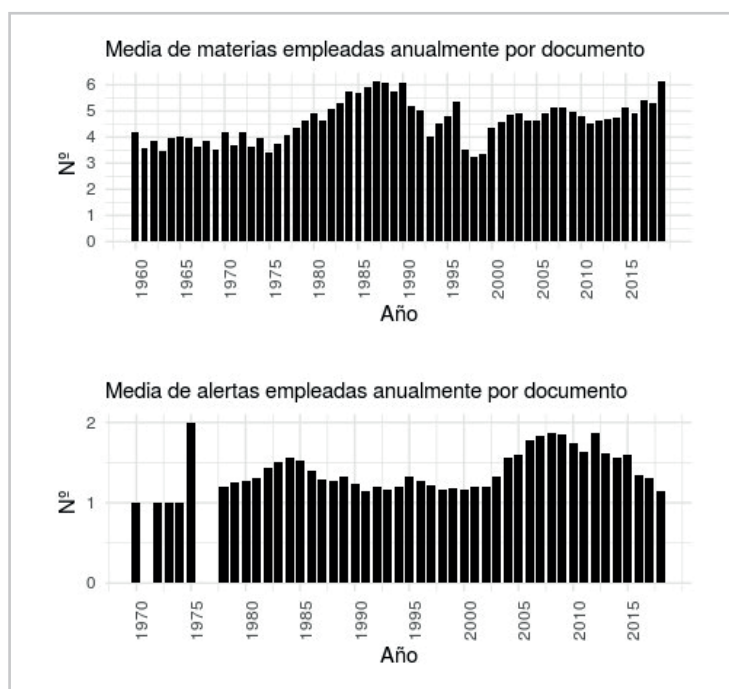 Media de materias empleadas anualmente por documento
6
5
4
3
2
1
0
Nº
1960 1965 1970 1975 1980 1985 1990 1995 2000 2005 2010 2015
Año
Media de alertas empleadas anualmente por documento
2
1
0
Nº
1970 1975 1980 1985 1990 1995 2000 2005 2010 2015
Año